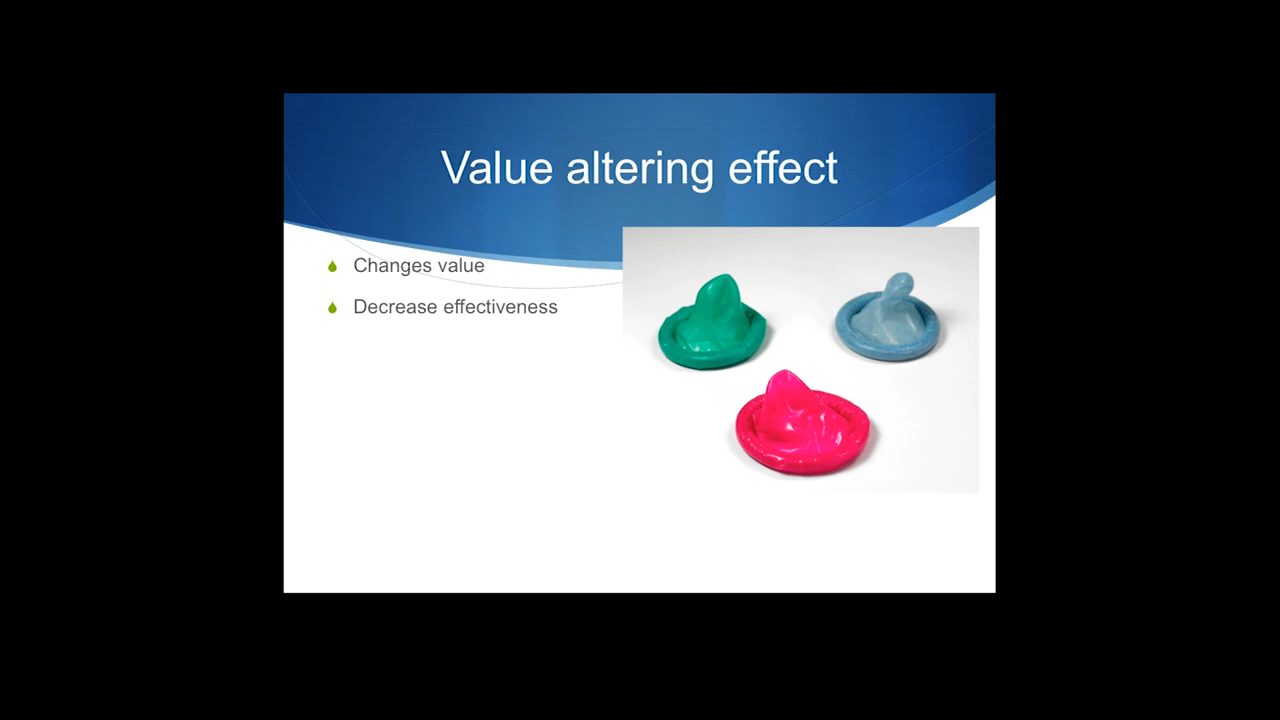 Value altering effect
Changes value
Decrease effectiveness